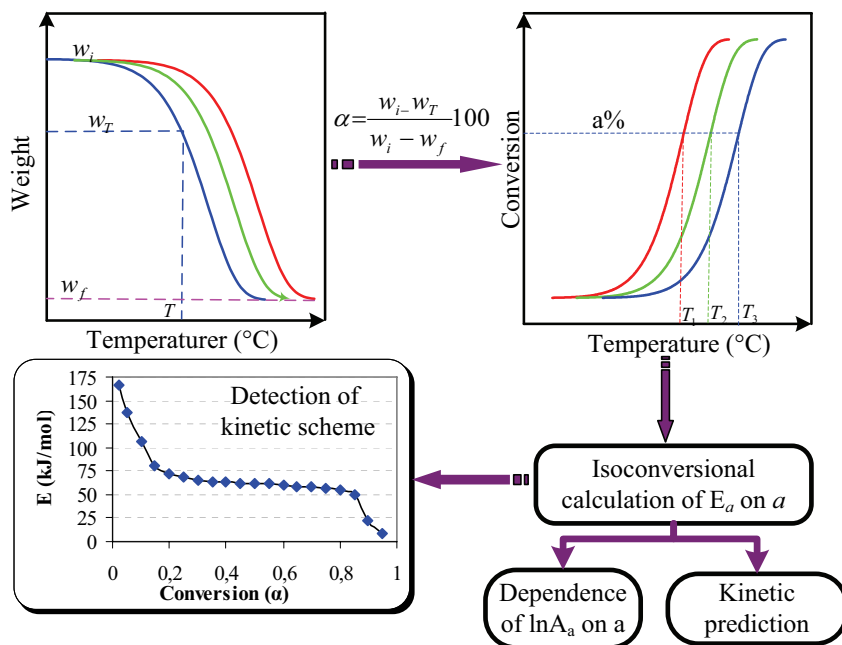 Weight
w_i
w_T
w_f
T
Temperaturer (°C)
α = \frac{w_{i-} w_T}{w_i - w_f} 100
Conversion
a%
T_1
T_2
T_3
Temperature (°C)
E (kJ/mol)
175
150
125
100
75
50
25
0
Detection of
kinetic scheme
0
0,2
0,4
0,6
0,8
1
Conversion (α)
Isoconversional
calculation of E_a on a
Dependence
of lnA_a on a
Kinetic
prediction